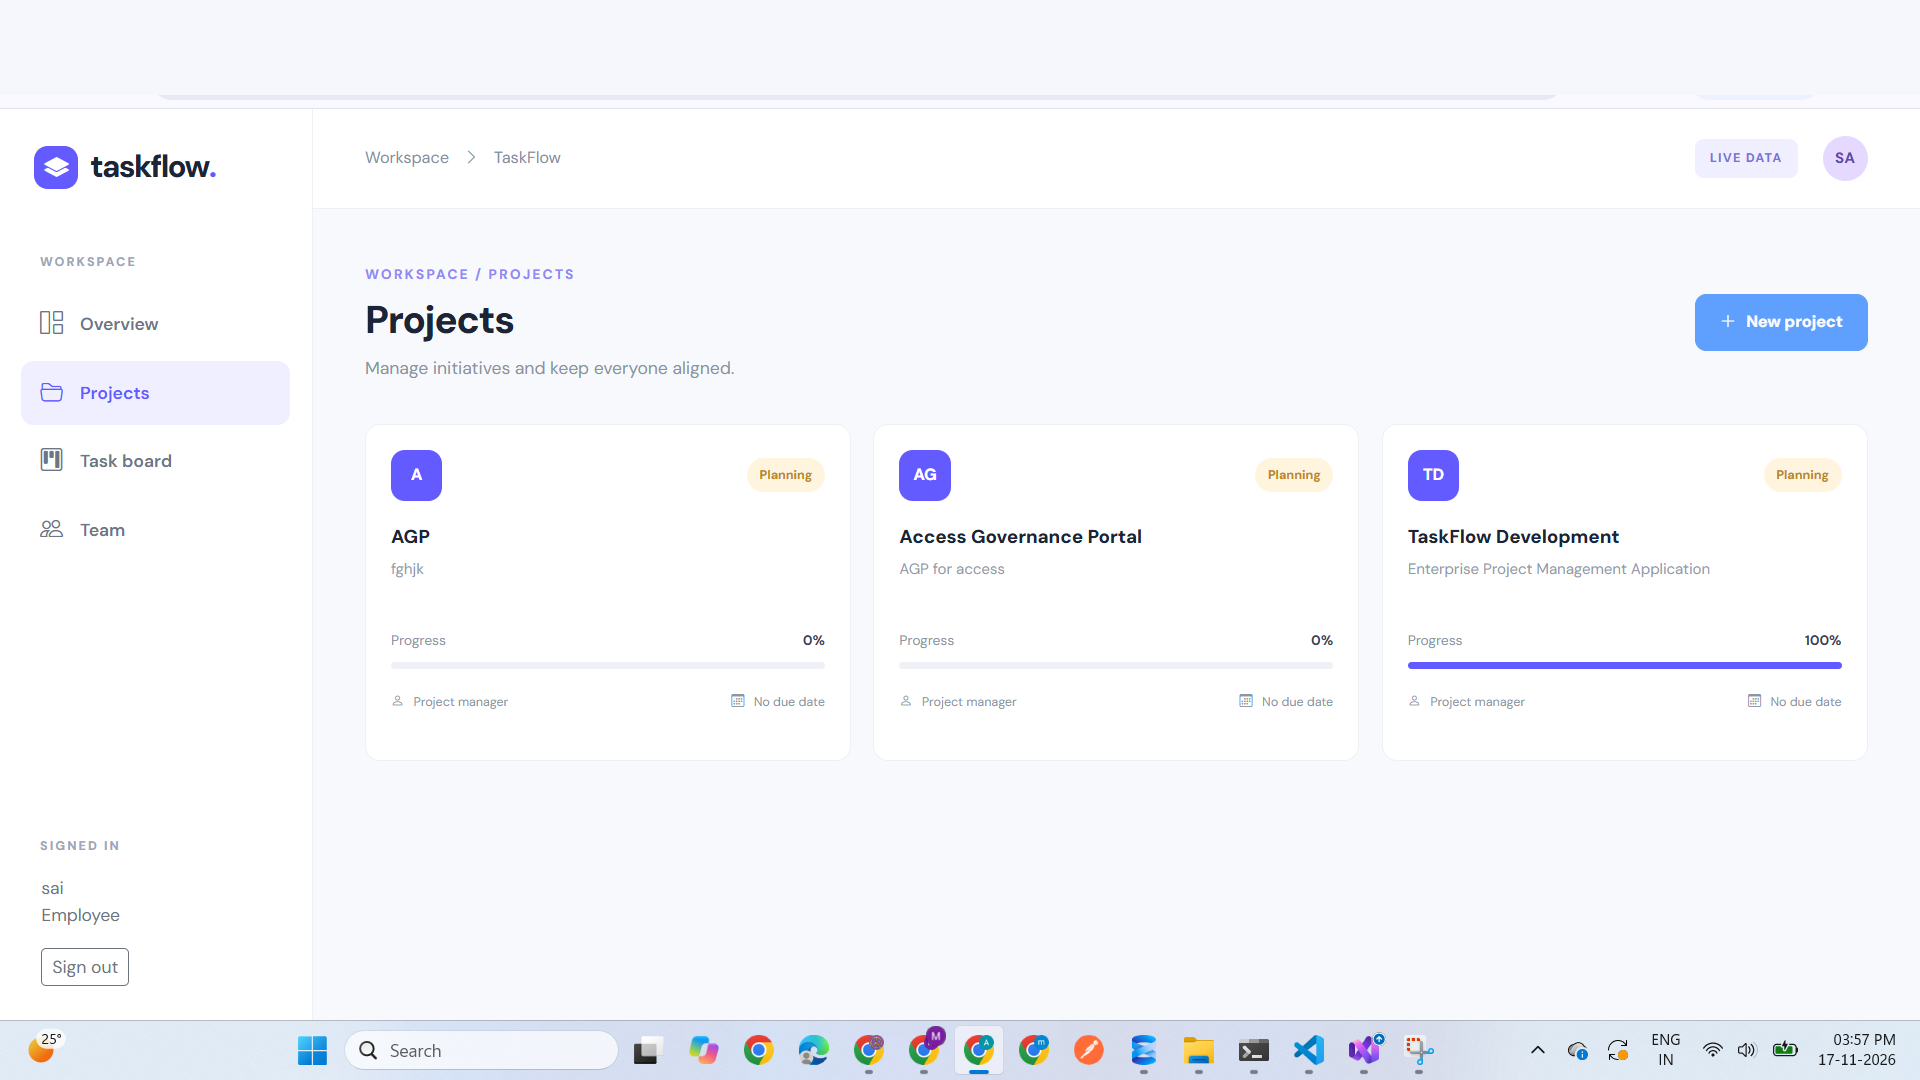 taskflow.
Workspace > TaskFlow
LIVE DATA
SA
WORKSPACE
Overview
Projects
Task board
Team
SIGNED IN
sai
Employee
Sign out
WORKSPACE / PROJECTS
Projects
Manage initiatives and keep everyone aligned.
+ New project
A
Planning
AGP
fghjk
Progress 0%
Project manager No due date
AG
Planning
Access Governance Portal
AGP for access
Progress 0%
Project manager No due date
TD
Planning
TaskFlow Development
Enterprise Project Management Application
Progress 100%
Project manager No due date
25°
Search
M
A
m
ENG
IN
03:57 PM
17-11-2026